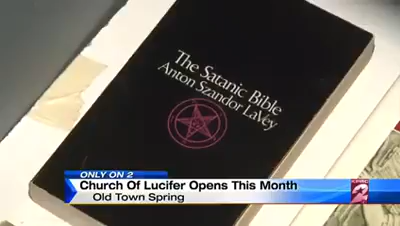 The Satanic Bible
Anton Szandor LaVey
ONLY ON 2
Church Of Lucifer Opens This Month
Old Town Spring
2